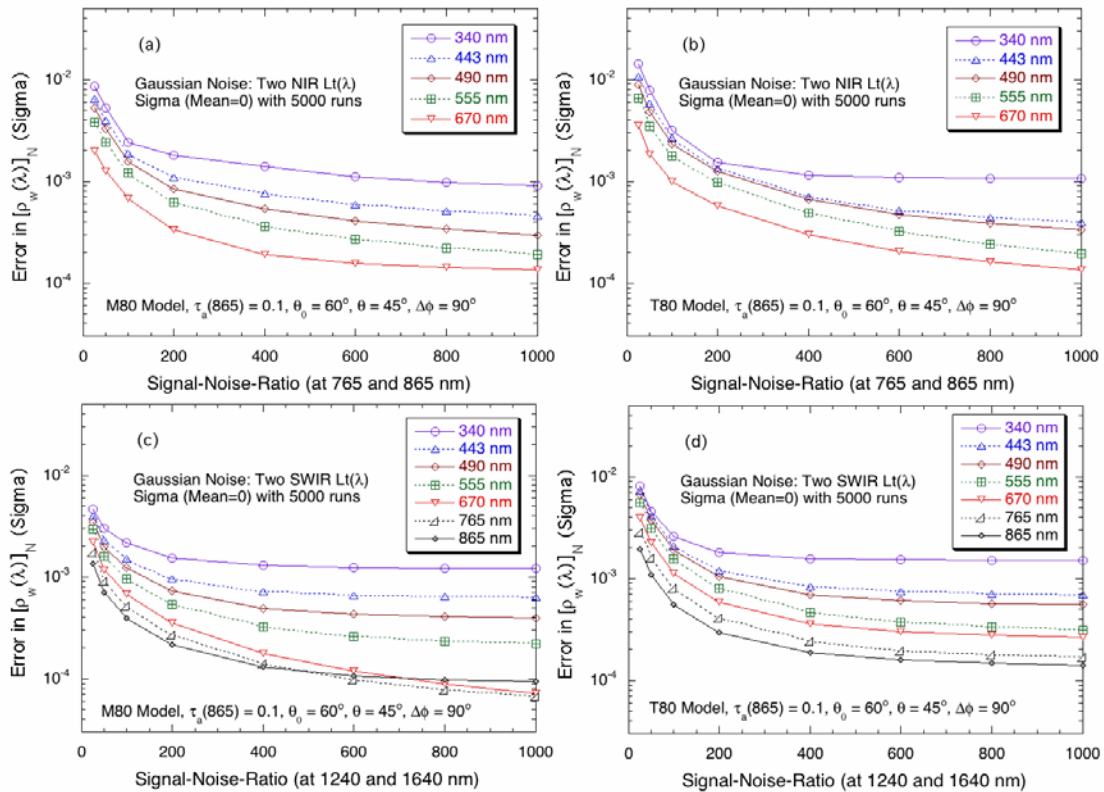 (a)
340 nm
443 nm
490 nm
555 nm
670 nm
Gaussian Noise: Two NIR Lt(λ)
Sigma (Mean=0) with 5000 runs
10⁻²
10⁻³
10⁻⁴
Error in [ρw(λ)]N (Sigma)
M80 Model, τa(865) = 0.1, θ₀ = 60°, θ = 45°, Δϕ = 90°
0 200 400 600 800 1000
Signal-Noise-Ratio (at 765 and 865 nm)
(b)
340 nm
443 nm
490 nm
555 nm
670 nm
Gaussian Noise: Two NIR Lt(λ)
Sigma (Mean=0) with 5000 runs
10⁻²
10⁻³
10⁻⁴
Error in [ρw(λ)]N (Sigma)
T80 Model, τa(865) = 0.1, θ₀ = 60°, θ = 45°, Δϕ = 90°
0 200 400 600 800 1000
Signal-Noise-Ratio (at 765 and 865 nm)
(c)
340 nm
443 nm
490 nm
555 nm
670 nm
765 nm
865 nm
Gaussian Noise: Two SWIR Lt(λ)
Sigma (Mean=0) with 5000 runs
10⁻²
10⁻³
10⁻⁴
Error in [ρw(λ)]N (Sigma)
M80 Model, τa(865) = 0.1, θ₀ = 60°, θ = 45°, Δϕ = 90°
0 200 400 600 800 1000
Signal-Noise-Ratio (at 1240 and 1640 nm)
(d)
340 nm
443 nm
490 nm
555 nm
670 nm
765 nm
865 nm
Gaussian Noise: Two SWIR Lt(λ)
Sigma (Mean=0) with 5000 runs
10⁻²
10⁻³
10⁻⁴
Error in [ρw(λ)]N (Sigma)
T80 Model, τa(865) = 0.1, θ₀ = 60°, θ = 45°, Δϕ = 90°
0 200 400 600 800 1000
Signal-Noise-Ratio (at 1240 and 1640 nm)